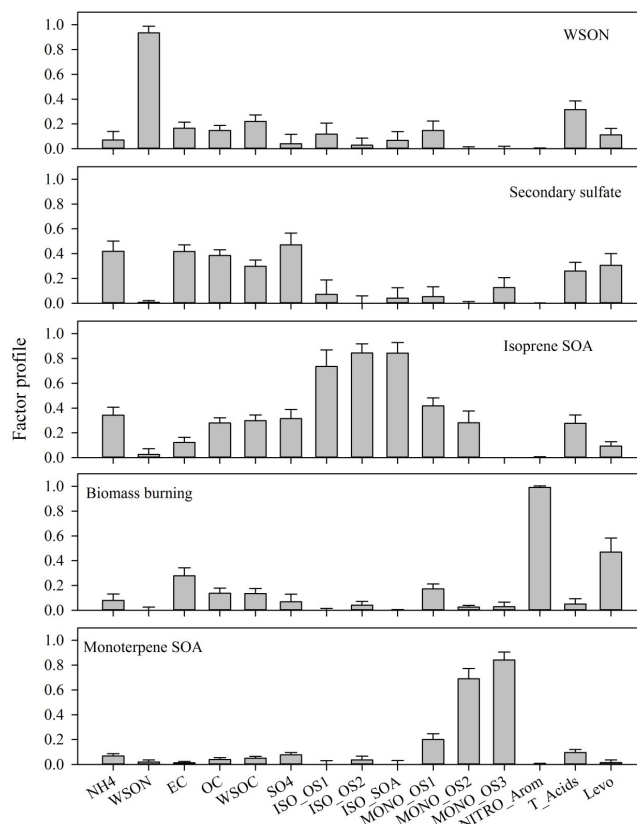 1.0
0.8
0.6
0.4
0.2
0.0
WSON
1.0
0.8
0.6
0.4
0.2
0.0
Secondary sulfate
1.0
0.8
0.6
0.4
0.2
0.0
Isoprene SOA
Factor profile
1.0
0.8
0.6
0.4
0.2
0.0
Biomass burning
1.0
0.8
0.6
0.4
0.2
0.0
Monoterpene SOA
NH4
WSON
EC
OC
WSOC
SO4
ISO_OS1
ISO_OS2
ISO_SOA
MONO_OS1
MONO_OS2
MONO_OS3
NITRO_Arom
T_Acids
Levo